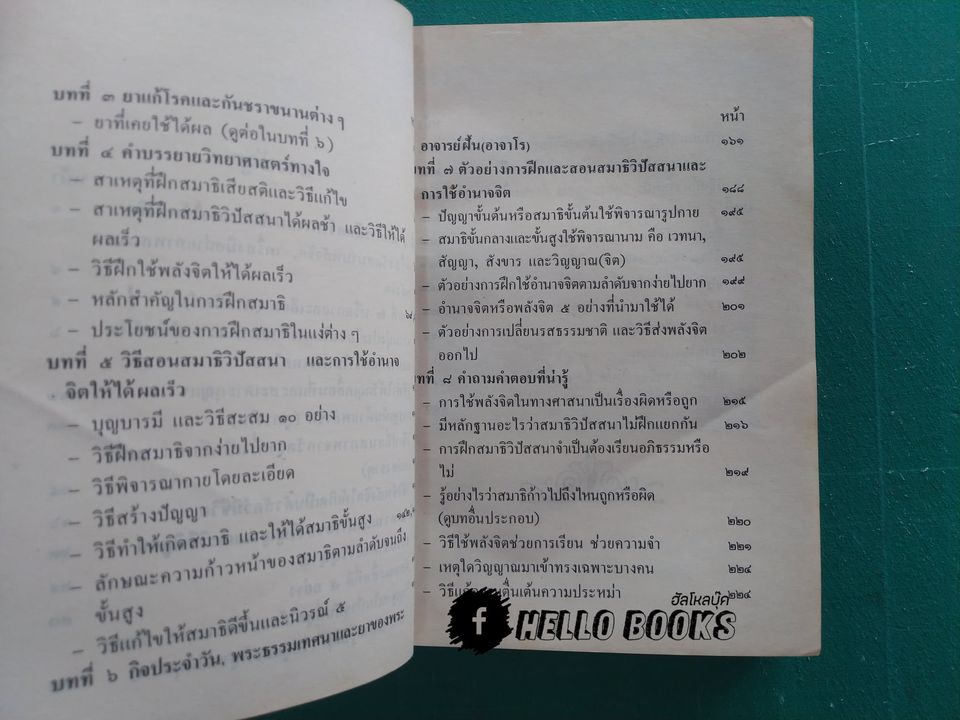 บทที่ ๓ ยาแก้โรคและกันชราขนานต่าง ๆ
– ยาที่เคยใช้ได้ผล (ดูต่อในบทที่ ๖)
บทที่ ๔ คำบรรยายวิทยาศาสตร์ทางใจ
– สาเหตุที่ฝึกสมาธิเสียสติและวิธีแก้ไข
– สาเหตุที่ฝึกสมาธิวิปัสสนาได้ผลช้า และวิธีให้ได้
ผลเร็ว
– วิธีฝึกใช้พลังจิตให้ได้ผลเร็ว
– หลักสำคัญในการฝึกสมาธิ
– ประโยชน์ของการฝึกสมาธิในแง่ต่าง ๆ
บทที่ ๕ วิธีสอนสมาธิวิปัสสนา และการใช้อำนาจ
จิตให้ได้ผลเร็ว
– บุญบารมี และวิธีสะสม ๑๐ อย่าง
– วิธีฝึกสมาธิจากง่ายไปยาก
– วิธีพิจารณากายโดยละเอียด
– วิธีสร้างปัญญา
– วิธีทำให้เกิดสมาธิ และให้ได้สมาธิขั้นสูง
– ลักษณะความก้าวหน้าของสมาธิตามลำดับจนถึง
ขั้นสูง
– วิธีแก้ไขให้สมาธิดีขึ้นและนิวรณ์ ๕
บทที่ ๖ กิจประจำวัน, พระธรรมเทศนาและยาของพระ
หน้า
อาจารย์ฝั้น(อาจาโร) ๑๖๑
บทที่ ๗ ตัวอย่างการฝึกและสอนสมาธิวิปัสสนาและ
การใช้อำนาจจิต ๑๘๘
– ปัญญาขั้นต้นหรือสมาธิขั้นต้นใช้พิจารณารูปกาย ๑๙๕
– สมาธิขั้นกลางและขั้นสูงใช้พิจารณานาม คือ เวทนา,
สัญญา, สังขาร และวิญญาณ(จิต) ๑๙๕
– ตัวอย่างการฝึกใช้อำนาจจิตตามลำดับจากง่ายไปยาก ๑๙๙
– อำนาจจิตหรือพลังจิต ๕ อย่างที่นำมาใช้ได้ ๒๐๑
– ตัวอย่างการเปลี่ยนรสธรรมชาติ และวิธีส่งพลังจิต
ออกไป ๒๐๒
บทที่ ๘ คำถามคำตอบที่น่ารู้
– การใช้พลังจิตในทางศาสนาเป็นเรื่องผิดหรือถูก ๒๑๕
– มีหลักฐานอะไรว่าสมาธิวิปัสสนาไม่ฝึกแยกกัน ๒๑๖
– การฝึกสมาธิวิปัสสนาจำเป็นต้องเรียนอภิธรรมหรือ
ไม่ ๒๑๙
– รู้อย่างไรว่าสมาธิก้าวไปถึงไหนถูกหรือผิด
(ดูบทอื่นประกอบ) ๒๒๐
– วิธีใช้พลังจิตช่วยการเรียน ช่วยความจำ ๒๒๑
– เหตุใดวิญญาณมาเข้าทรงเฉพาะบางคน ๒๒๔
– ตื่นเต้นความประหม่า ๒๒๔
ฮัลโหลบุ๊ค
f HELLO BOOKS